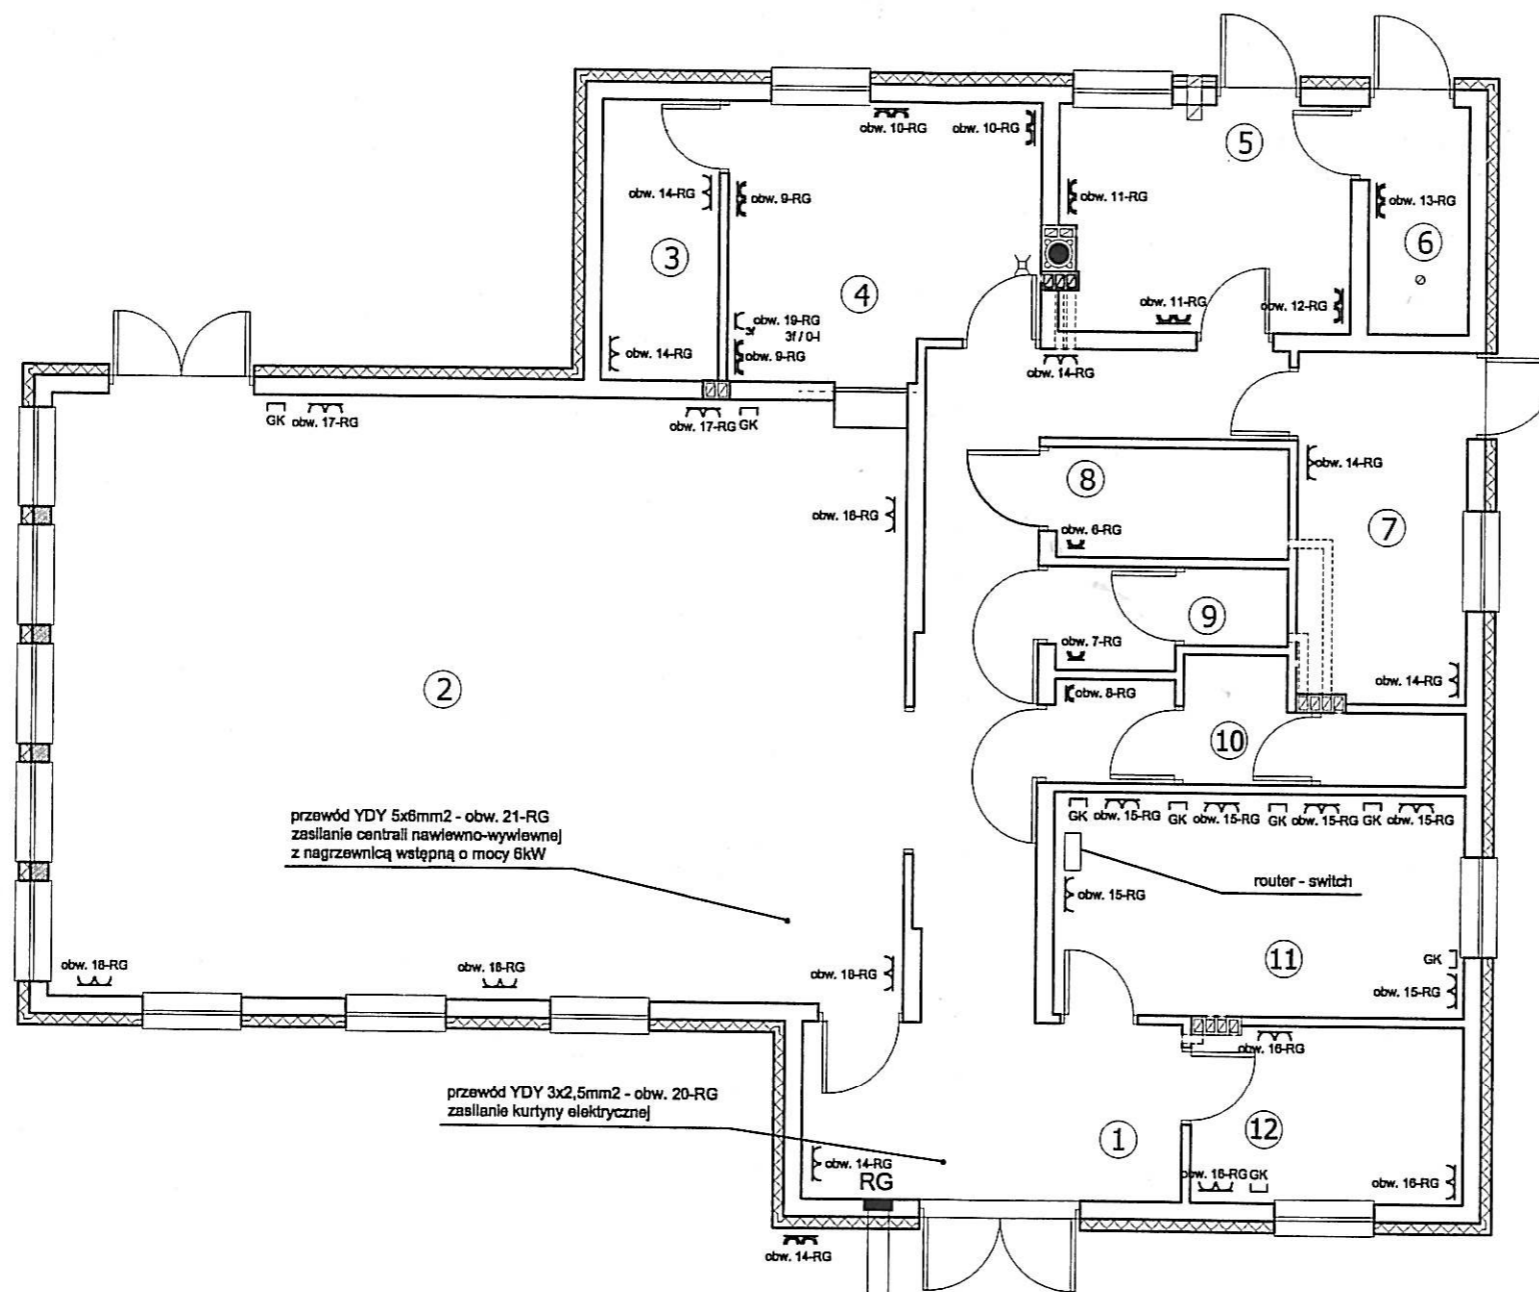 obw. 10-RG
obw. 10-RG
5
obw. 14-RG
obw. 9-RG
obw. 11-RG
obw. 13-RG
3
6
4
obw. 19-RG
3f
3f / 0-I
obw. 11-RG
obw. 12-RG
obw. 14-RG
obw. 9-RG
obw. 14-RG
GK
obw. 17-RG
obw. 17-RG
GK
obw. 14-RG
8
obw. 18-RG
obw. 6-RG
7
9
obw. 7-RG
2
obw. 8-RG
obw. 14-RG
10
przewód YDY 5x6mm2 - obw. 21-RG
zasilanie centrali nawiewno-wywiewnej
z nagrzewnicą wstępną o mocy 6kW
GK
obw. 15-RG
GK
obw. 15-RG
GK
obw. 15-RG
GK
obw. 15-RG
router - switch
obw. 15-RG
11
GK
obw. 18-RG
obw. 18-RG
obw. 18-RG
obw. 15-RG
obw. 16-RG
przewód YDY 3x2,5mm2 - obw. 20-RG
zasilanie kurtyny elektrycznej
1
12
obw. 14-RG
RG
obw. 16-RG
GK
obw. 16-RG
obw. 14-RG